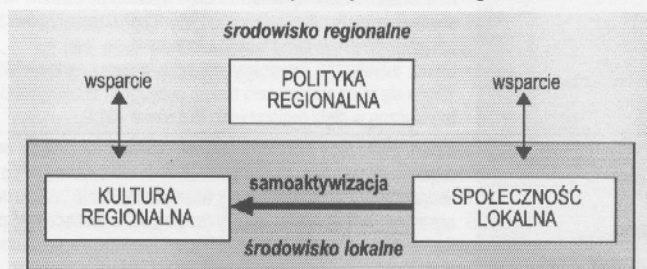 środowisko regionalne
wsparcie
POLITYKA
REGIONALNA
wsparcie
KULTURA
REGIONALNA
samoaktywizacja
SPOŁECZNOŚĆ
LOKALNA
środowisko lokalne